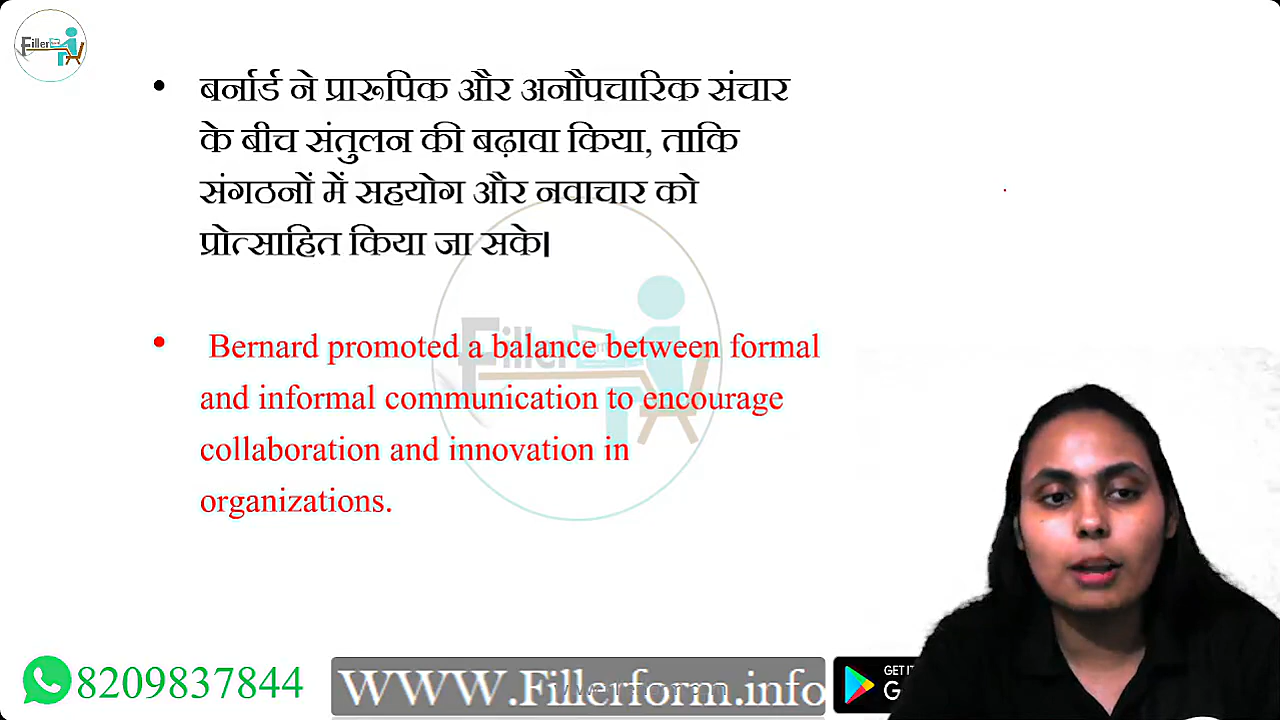 Filler
बर्नार्ड ने प्रारूपिक और अनौपचारिक संचार
के बीच संतुलन की बढ़ावा किया, ताकि
संगठनों में सहयोग और नवाचार को
प्रोत्साहित किया जा सके।
Bernard promoted a balance between formal
and informal communication to encourage
collaboration and innovation in
organizations.
Filler
8209837844
WWW.Fillerform.info
GET I
G